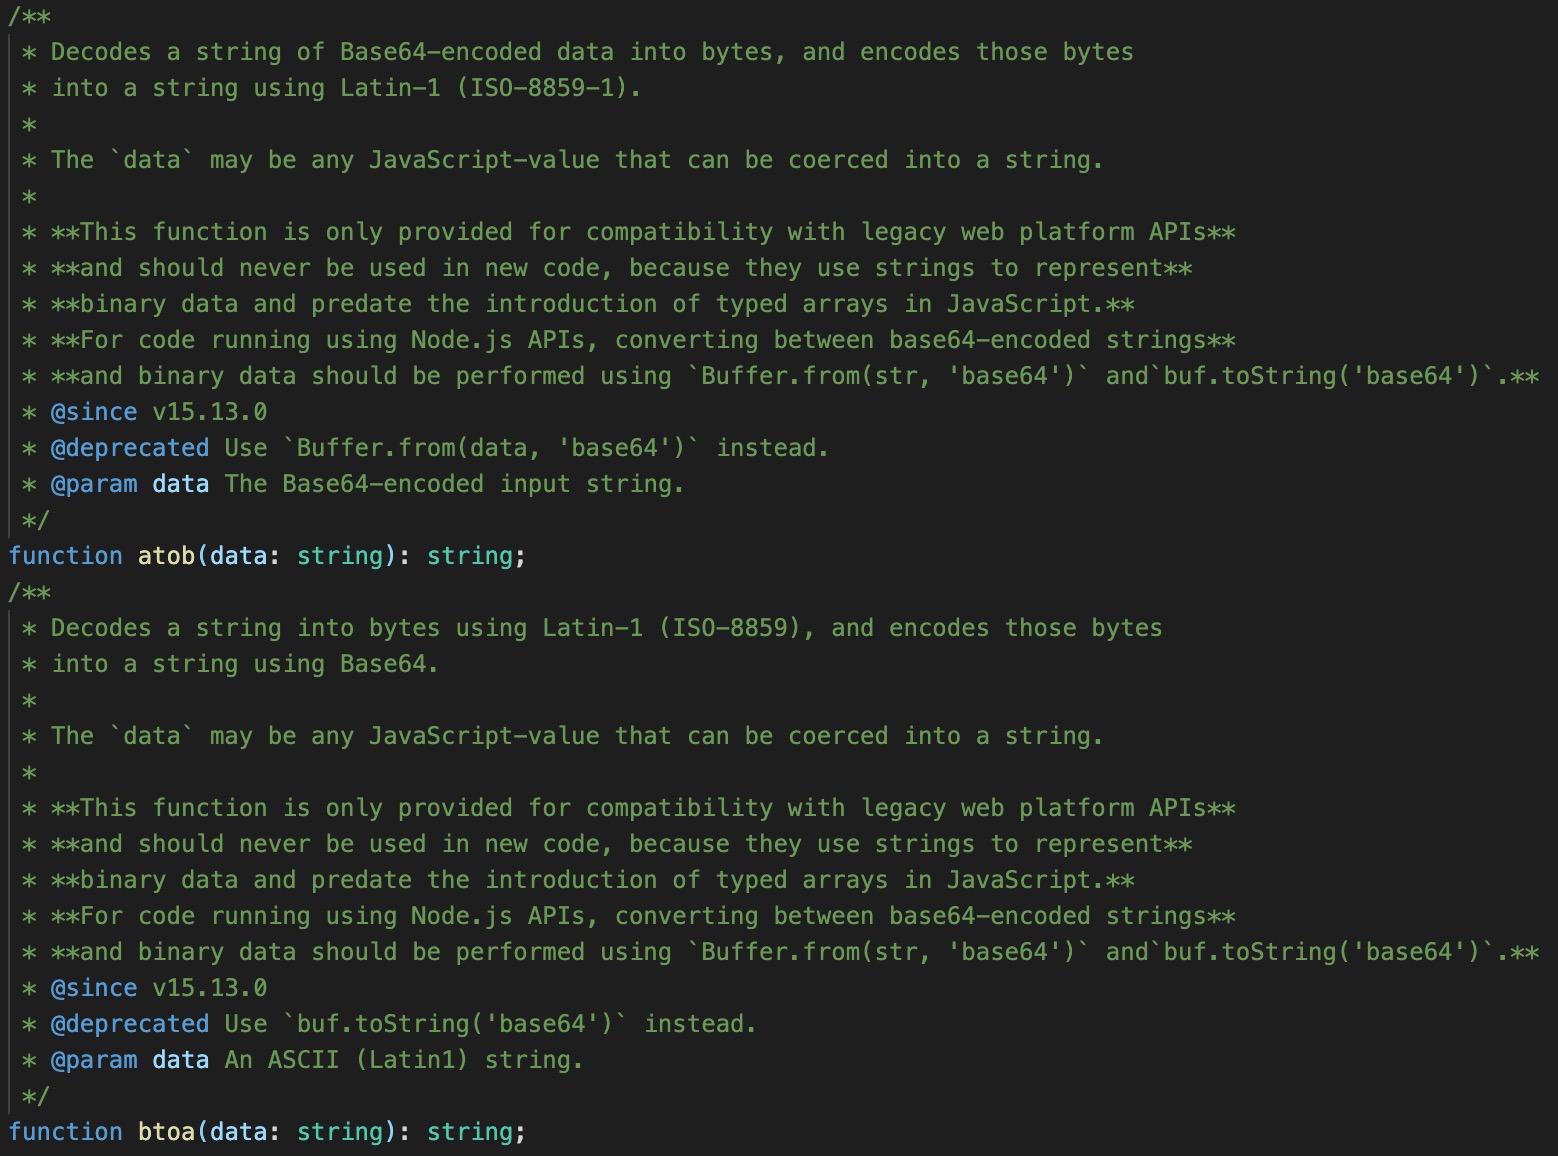 /**
 * Decodes a string of Base64-encoded data into bytes, and encodes those bytes
 * into a string using Latin-1 (ISO-8859-1).
 *
 * The `data` may be any JavaScript-value that can be coerced into a string.
 *
 * **This function is only provided for compatibility with legacy web platform APIs**
 * **and should never be used in new code, because they use strings to represent**
 * **binary data and predate the introduction of typed arrays in JavaScript.**
 * **For code running using Node.js APIs, converting between base64-encoded strings**
 * **and binary data should be performed using `Buffer.from(str, 'base64')` and`buf.toString('base64')`.**
 * @since v15.13.0
 * @deprecated Use `Buffer.from(data, 'base64')` instead.
 * @param data The Base64-encoded input string.
 */
function atob(data: string): string;
/**
 * Decodes a string into bytes using Latin-1 (ISO-8859), and encodes those bytes
 * into a string using Base64.
 *
 * The `data` may be any JavaScript-value that can be coerced into a string.
 *
 * **This function is only provided for compatibility with legacy web platform APIs**
 * **and should never be used in new code, because they use strings to represent**
 * **binary data and predate the introduction of typed arrays in JavaScript.**
 * **For code running using Node.js APIs, converting between base64-encoded strings**
 * **and binary data should be performed using `Buffer.from(str, 'base64')` and`buf.toString('base64')`.**
 * @since v15.13.0
 * @deprecated Use `buf.toString('base64')` instead.
 * @param data An ASCII (Latin1) string.
 */
function btoa(data: string): string;